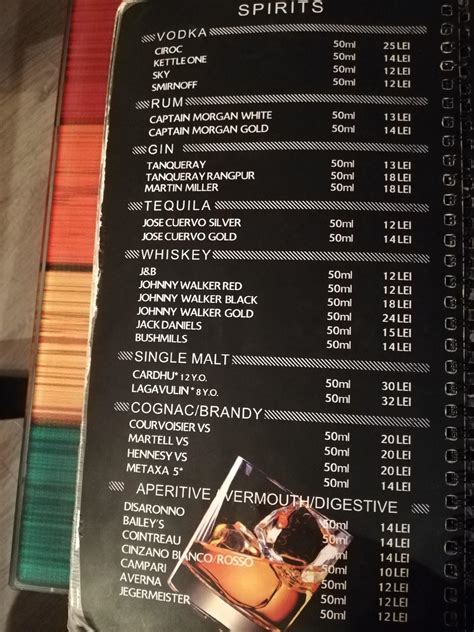 SPIRITS
VODKA
CIROC 50ml 25 LEI
KETTLE ONE 50ml 14 LEI
SKY 50ml 12 LEI
SMIRNOFF 50ml 12 LEI
RUM
CAPTAIN MORGAN WHITE 50ml 13 LEI
CAPTAIN MORGAN GOLD 50ml 14 LEI
GIN
TANQUERAY 50ml 13 LEI
TANQUERAY RANGPUR 50ml 18 LEI
MARTIN MILLER 50ml 18 LEI
TEQUILA
JOSE CUERVO SILVER 50ml 12 LEI
JOSE CUERVO GOLD 50ml 14 LEI
WHISKEY
J&B 50ml 12 LEI
JOHNNY WALKER RED 50ml 12 LEI
JOHNNY WALKER BLACK 50ml 18 LEI
JOHNNY WALKER GOLD 50ml 24 LEI
JACK DANIELS 50ml 15 LEI
BUSHMILLS 50ml 14 LEI
SINGLE MALT
CARDHU* 12 Y.O. 50ml 30 LEI
LAGAVULIN* 8 Y.O. 50ml 32 LEI
COGNAC/BRANDY
COURVOISIER VS 50ml 20 LEI
MARTELL VS 50ml 20 LEI
HENNESY VS 50ml 20 LEI
METAXA 5* 50ml 16 LEI
APERITIVE /VERMOUTH/DIGESTIVE
DISARONNO 50ml 14 LEI
BAILEY'S 50ml 14 LEI
COINTREAU 50ml 14 LEI
CINZANO BIANCO/ROSSO 50ml 10 LEI
CAMPARI 50ml 12 LEI
AVERNA 50ml 14 LEI
JEGERMEISTER 50ml 12 LEI